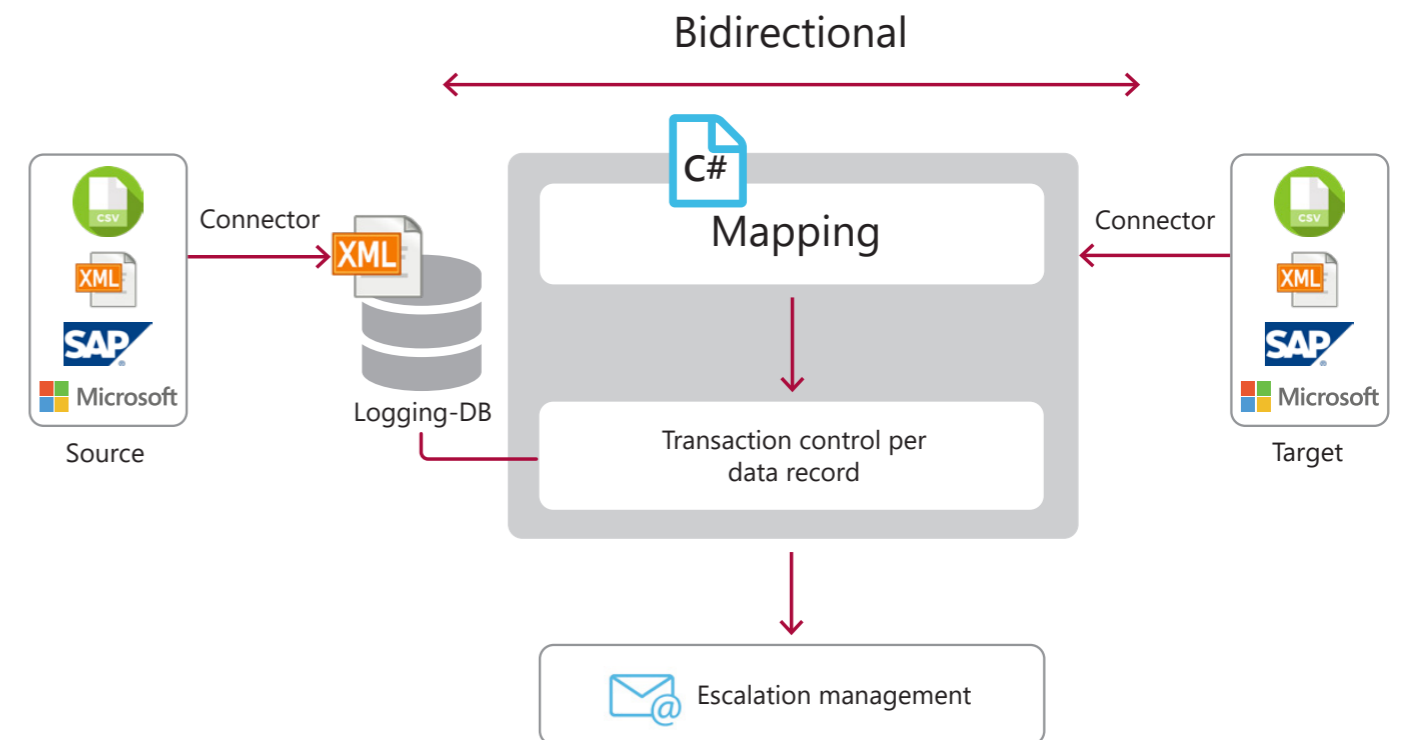 Bidirectional
C#
Mapping
Connector
XML
Logging-DB
CSV
XML
SAP
®
Microsoft
Source
Transaction control per
data record
Connector
CSV
XML
SAP
®
Microsoft
Target
Escalation management
@